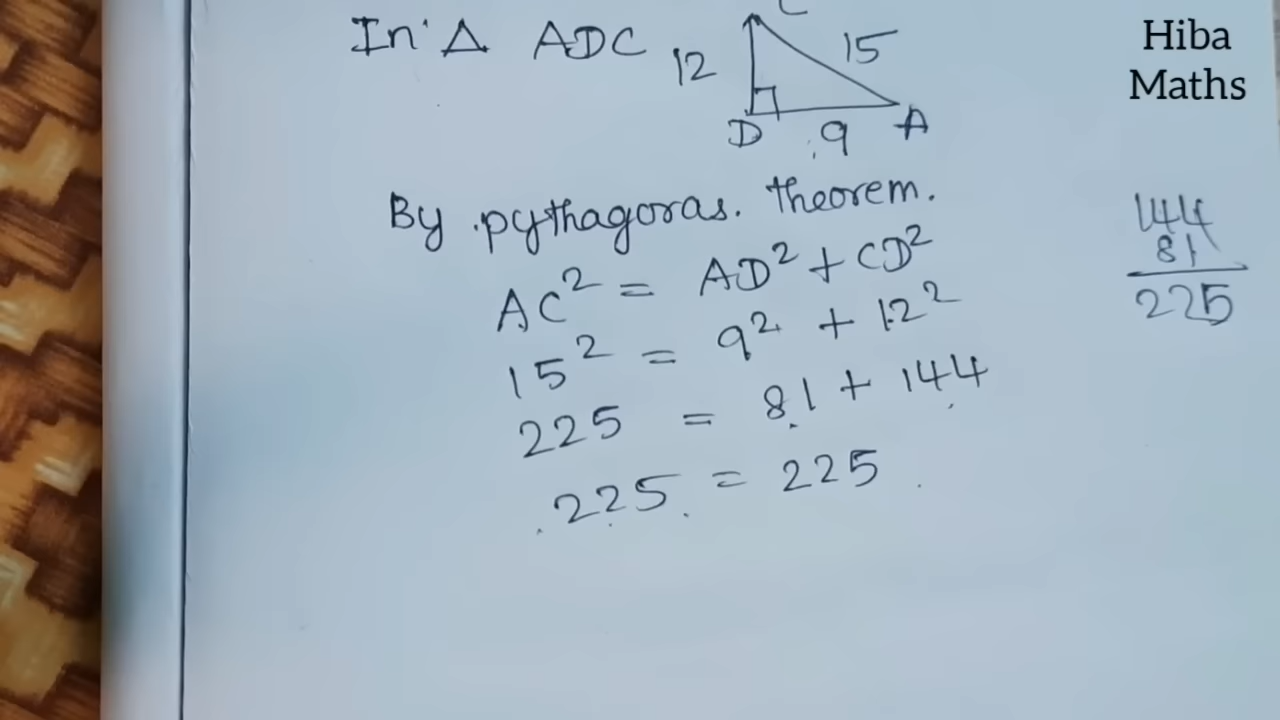 In Δ ADC
C
12
15
D
9
A
Hiba
Maths
By pythagoras. theorem.
AC² = AD² + CD²
15² = 9² + 12²
225 = 81 + 144
225 = 225
144
81
225